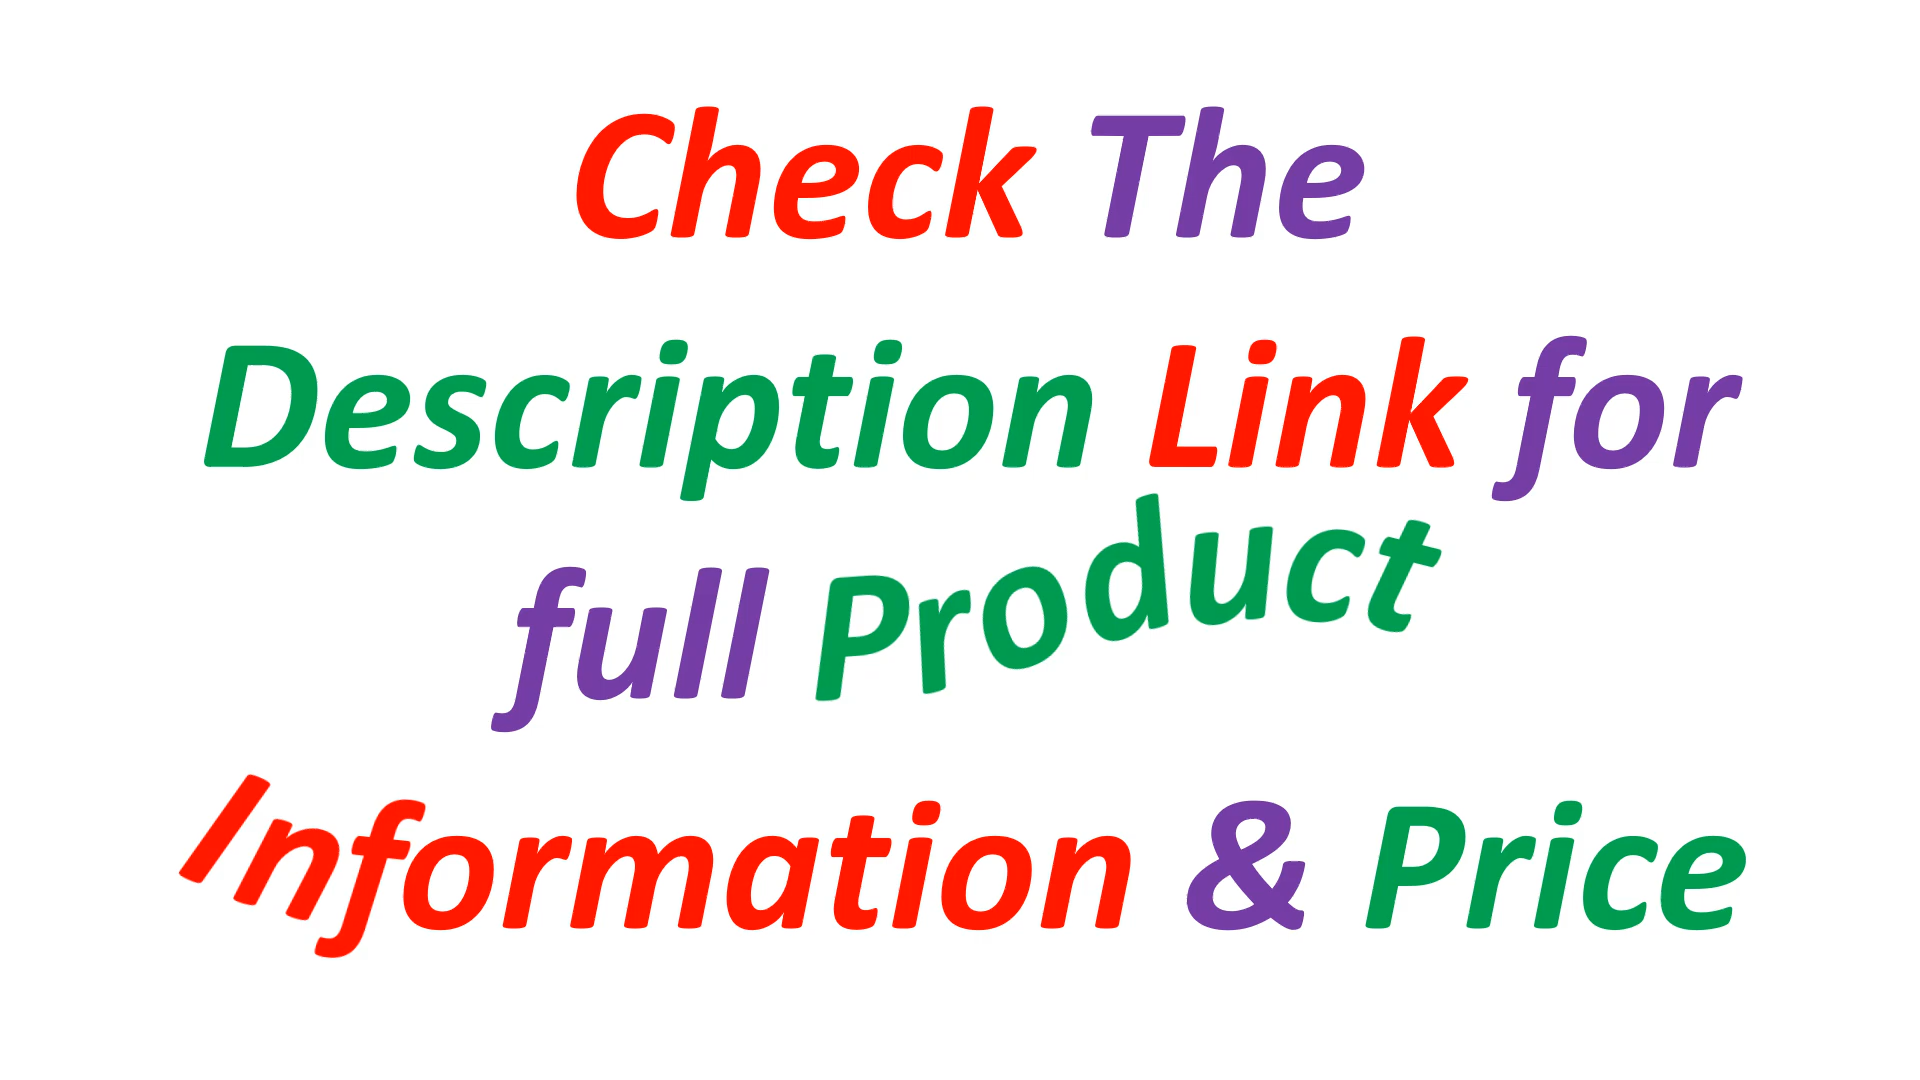 Check The
Description Link for
full Product
Information & Price